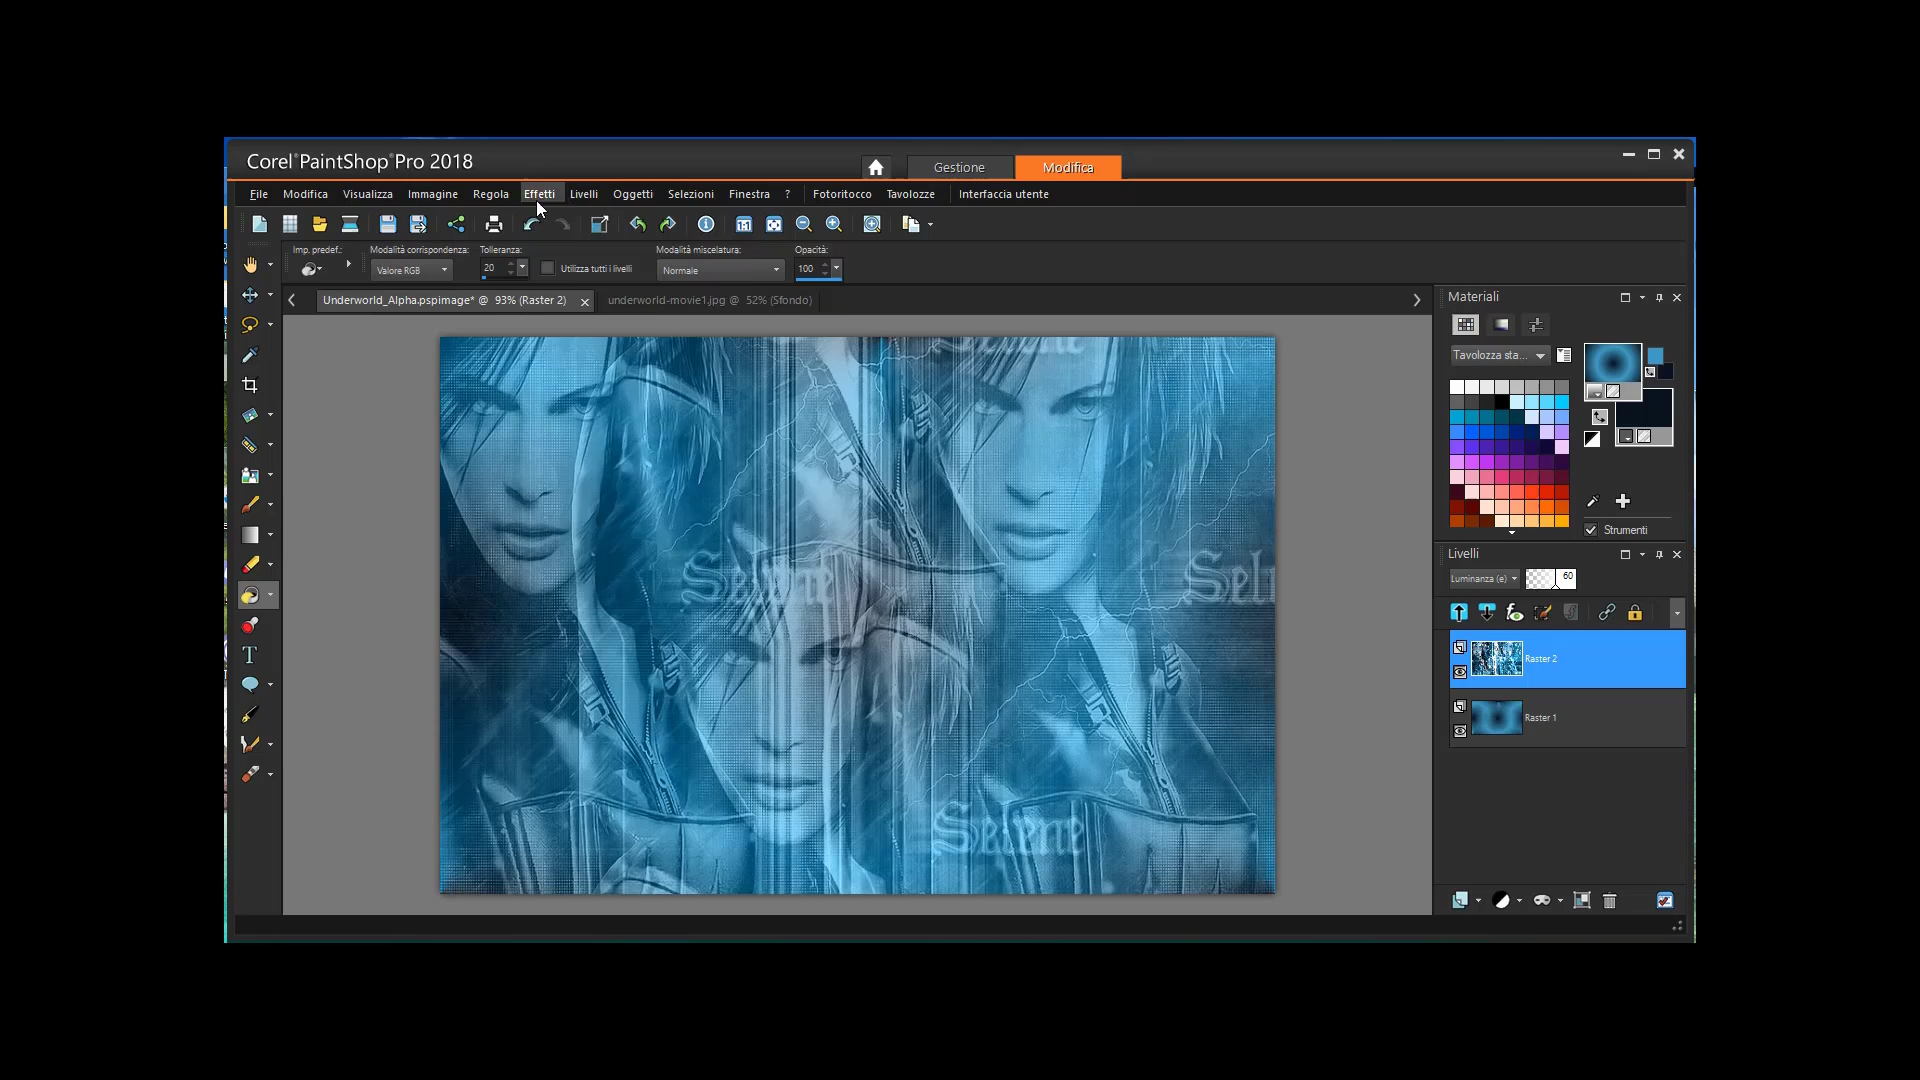 Corel PaintShop Pro 2018
Gestione
Modifica
File Modifica Visualizza Immagine Regola Effetti Livelli Oggetti Selezioni Finestra ? Fotoritocco Tavolozze Interfaccia utente
Imp. predef.: Modalità corrispondenza: Tolleranza: Modalità miscelatura: Opacità:
Valore RGB 20 Utilizza tutti i livelli Normale 100
Underworld_Alpha.pspimage* @ 93% (Raster 2)
underworld-movie1.jpg @ 52% (Sfondo)
Materiali
Tavolozza sta...
Strumenti
Livelli
Luminanza (e) 60
Raster 2
Raster 1
Selene
Selene
Seln
Selene